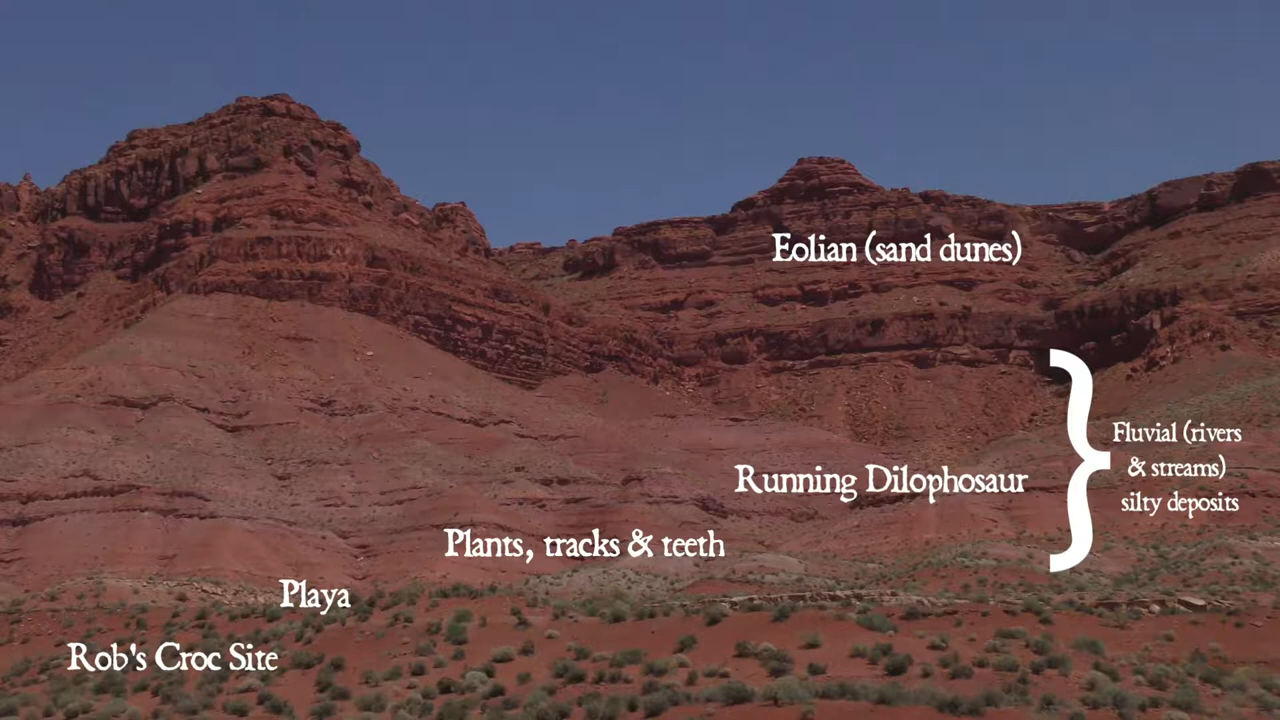 Eolian (sand dunes)
Fluvial (rivers
& streams)
silty deposits
Running Dilophosaur
Plants, tracks & teeth
Playa
Rob's Croc Site